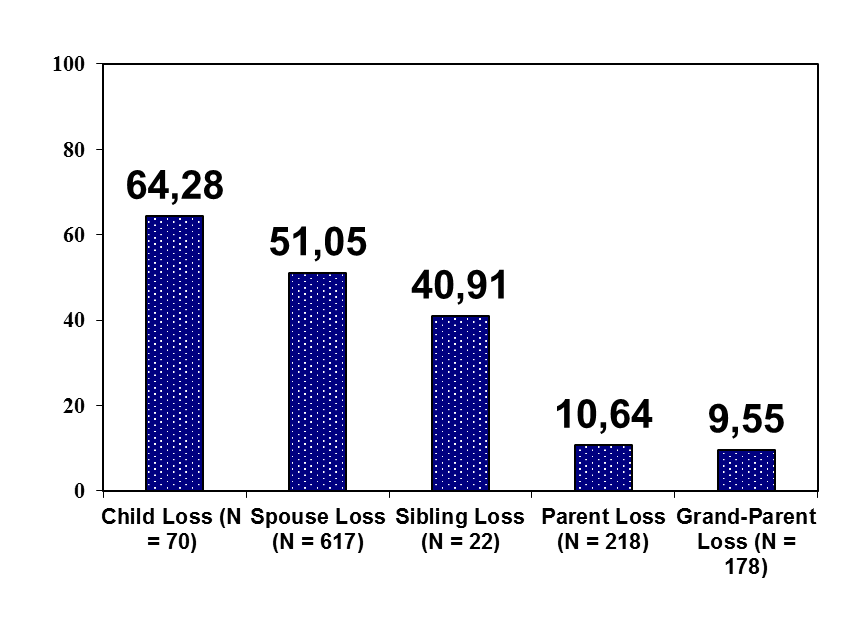 100
80
60
40
20
0
64,28
51,05
40,91
10,64
9,55
Child Loss (N
= 70)
Spouse Loss
(N = 617)
Sibling Loss
(N = 22)
Parent Loss
(N = 218)
Grand-Parent
Loss (N =
178)